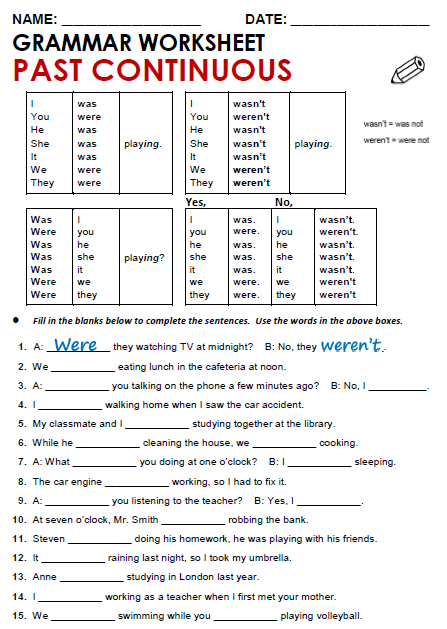 NAME: ____________________ DATE: ____________________
GRAMMAR WORKSHEET
PAST CONTINUOUS
I was
You were
He was
She was playing.
It was
We were
They were
I wasn't
You weren't
He wasn't
She wasn't playing.
It wasn't
We weren't
They weren't
wasn't = was not
weren't = were not
Was I
Were you
Was he
Was she playing?
Was it
Were we
Were they
Yes, No,
I was. I wasn't.
you were. you weren't.
he was. he wasn't.
she was. she wasn't.
it was. it wasn't.
we were. we weren't
they were. they weren't
● Fill in the blanks below to complete the sentences. Use the words in the above boxes.
1. A: Were they watching TV at midnight? B: No, they weren't.
2. We ___________ eating lunch in the cafeteria at noon.
3. A: ___________ you talking on the phone a few minutes ago? B: No, I __________.
4. I ___________ walking home when I saw the car accident.
5. My classmate and I ___________ studying together at the library.
6. While he ___________ cleaning the house, we ___________ cooking.
7. A: What ___________ you doing at one o'clock? B: I ___________ sleeping.
8. The car engine ___________ working, so I had to fix it.
9. A: ___________ you listening to the teacher? B: Yes, I ___________.
10. At seven o'clock, Mr. Smith ___________ robbing the bank.
11. Steven ___________ doing his homework, he was playing with his friends.
12. It ___________ raining last night, so I took my umbrella.
13. Anne ___________ studying in London last year.
14. I ___________ working as a teacher when I first met your mother.
15. We ___________ swimming while you ___________ playing volleyball.